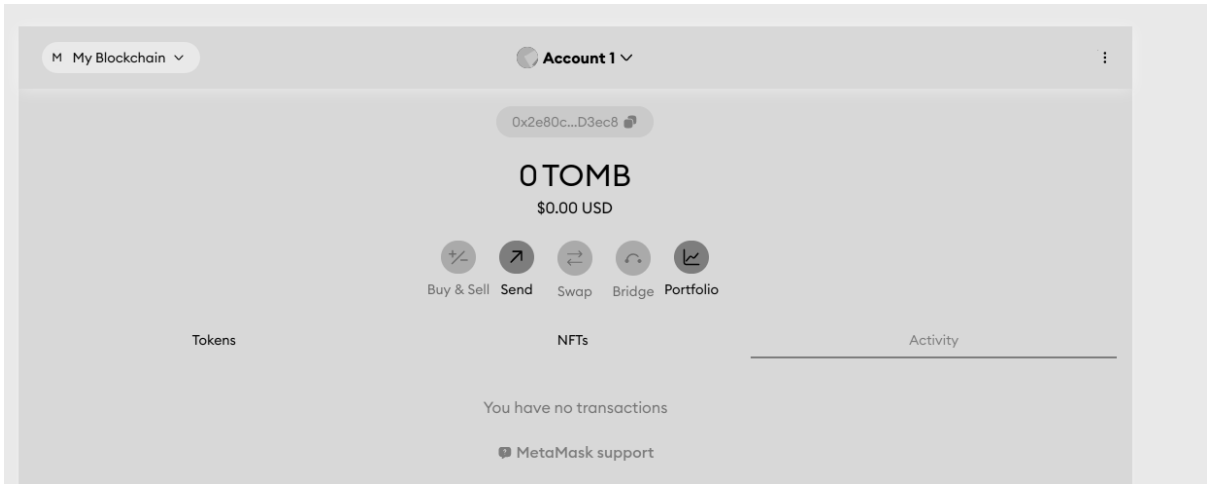 M My Blockchain
Account 1
0x2e80c...D3ec8
0 TOMB
$0.00 USD
Buy & Sell Send Swap Bridge Portfolio
Tokens NFTs Activity
You have no transactions
MetaMask support